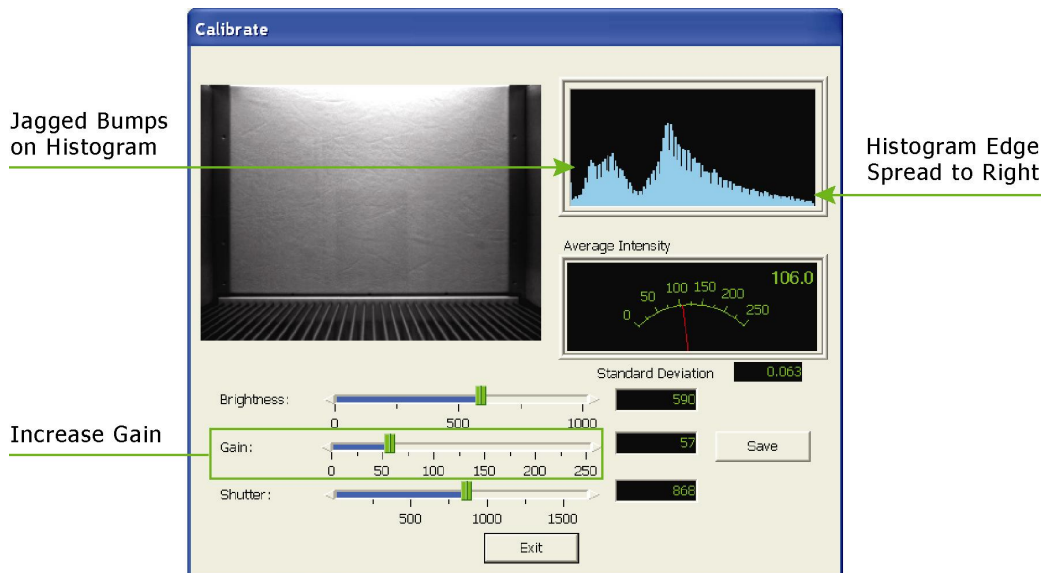 Calibrate
Jagged Bumps
on Histogram
Histogram Edge
Spread to Right
Average Intensity
106.0
0 50 100 150 200 250
Standard Deviation 0.063
Brightness: 590
0 500 1000
Increase Gain
Gain: 57 Save
0 50 100 150 200 250
Shutter: 868
500 1000 1500
Exit